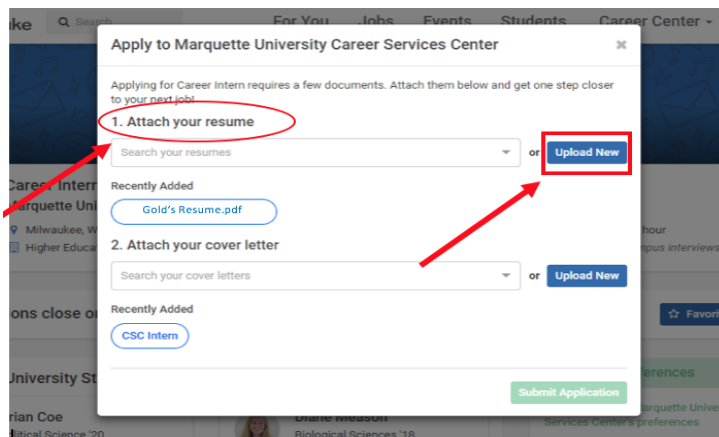 ke Search For You Jobs Events Students Career Center
Apply to Marquette University Career Services Center ×
Applying for Career Intern requires a few documents. Attach them below and get one step closer
to your next job!
1. Attach your resume
Search your resumes or Upload New
Career Intern
Recently Added
Marquette Uni
Gold's Resume.pdf
Milwaukee, W hour
Higher Educa 2. Attach your cover letter mpus interviews
Search your cover letters or Upload New
ons close o Recently Added Favori
CSC Intern
University St erences
Submit Application
arquette Unive
rian Coe Diane Meason Services Center's preferences
litical Science '20 Biological Sciences '18